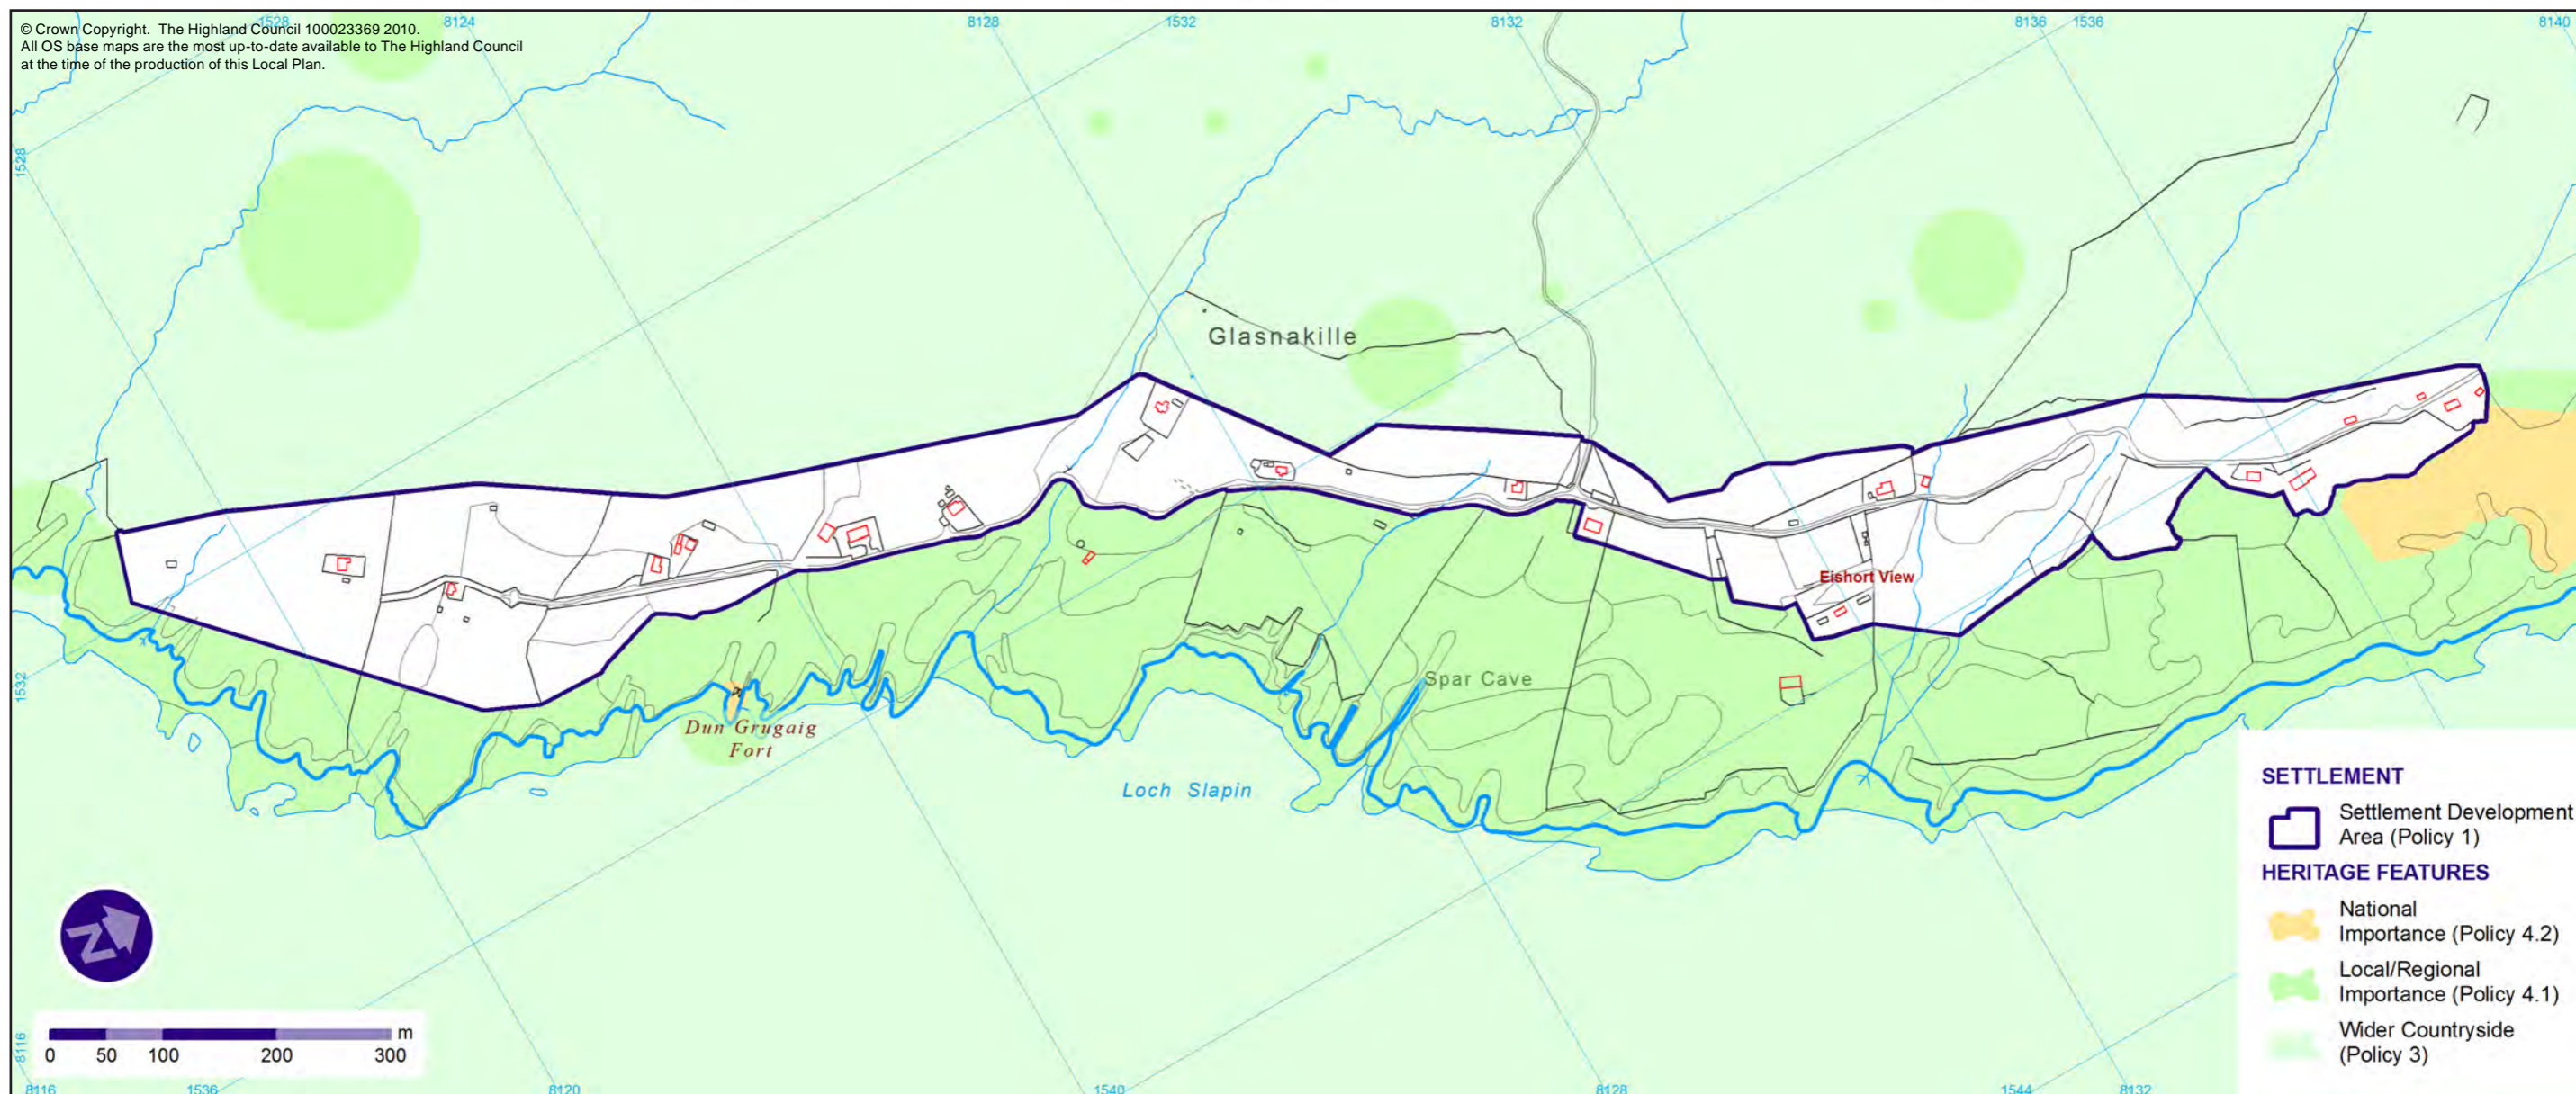 © Crown Copyright.  The Highland Council 100023369 2010.
All OS base maps are the most up-to-date available to The Highland Council
at the time of the production of this Local Plan.
1528
8124
8128
1532
8132
8136
1536
8140
1528
Glasnakille
Eishort View
Spar Cave
1532
Dun Grugaig
Fort
Loch Slapin
SETTLEMENT
Settlement Development
Area (Policy 1)
HERITAGE FEATURES
National
Importance (Policy 4.2)
Local/Regional
Importance (Policy 4.1)
Wider Countryside
(Policy 3)
N
m
0
50
100
200
300
8116
8116
1536
8120
1540
8128
1544
8132